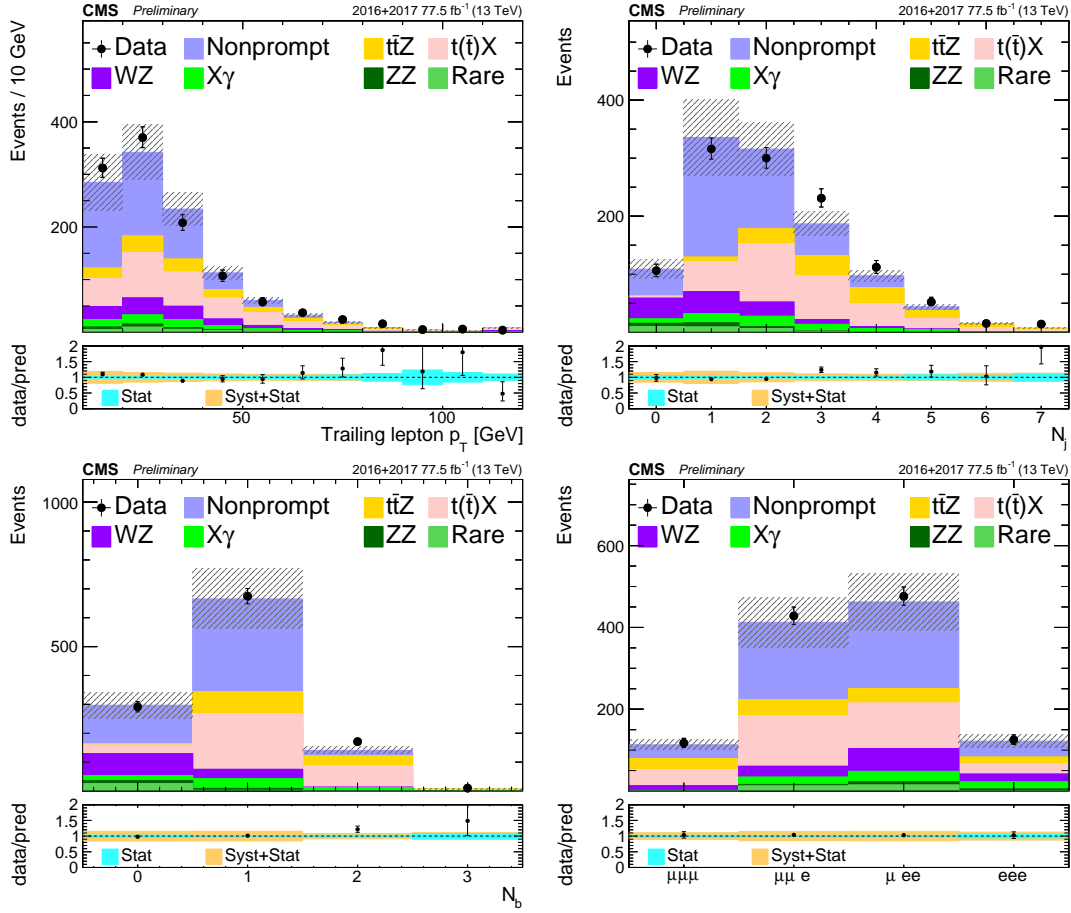 CMS Preliminary 2016+2017 77.5 fb⁻¹ (13 TeV)
Events / 10 GeV
Data Nonprompt tt̄Z t(t̄)X
WZ Xγ ZZ Rare
400
200
data/pred
2
1.5
1
0.5
0
Stat Syst+Stat
50 100
Trailing lepton p_T [GeV]
CMS Preliminary 2016+2017 77.5 fb⁻¹ (13 TeV)
Events
Data Nonprompt tt̄Z t(t̄)X
WZ Xγ ZZ Rare
400
200
data/pred
2
1.5
1
0.5
0
Stat Syst+Stat
0 1 2 3 4 5 6 7
N_j
CMS Preliminary 2016+2017 77.5 fb⁻¹ (13 TeV)
Events
1000
Data Nonprompt tt̄Z t(t̄)X
WZ Xγ ZZ Rare
500
data/pred
2
1.5
1
0.5
0
Stat Syst+Stat
0 1 2 3
N_b
CMS Preliminary 2016+2017 77.5 fb⁻¹ (13 TeV)
Events
Data Nonprompt tt̄Z t(t̄)X
WZ Xγ ZZ Rare
600
400
200
data/pred
2
1.5
1
0.5
0
Stat Syst+Stat
μμμ μμ e μ ee eee